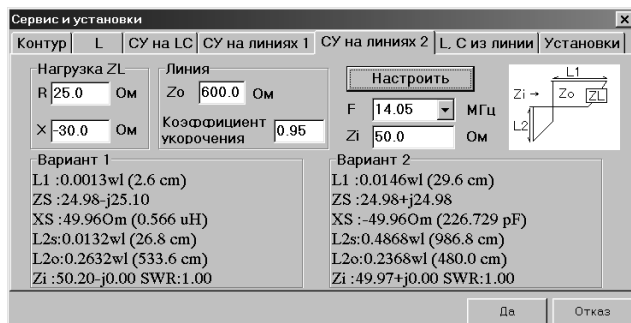 Сервис и установки
Контур L СУ на LC СУ на линиях 1 СУ на линиях 2 L, C из линии Установки
Нагрузка ZL
R 25.0 Ом
X -30.0 Ом
Линия
Zo 600.0 Ом
Коэффициент укорочения 0.95
Настроить
F 14.05 МГц
Zi 50.0 Ом
L1
Zi → Zo ZL
L2
Вариант 1
L1 :0.0013wl (2.6 cm)
ZS :24.98-j25.10
XS :49.96Om (0.566 uH)
L2s:0.0132wl (26.8 cm)
L2o:0.2632wl (533.6 cm)
Zi :50.20-j0.00 SWR:1.00
Вариант 2
L1 :0.0146wl (29.6 cm)
ZS :24.98+j24.98
XS :-49.96Om (226.729 pF)
L2s:0.4868wl (986.8 cm)
L2o:0.2368wl (480.0 cm)
Zi :49.97+j0.00 SWR:1.00
Да Отказ